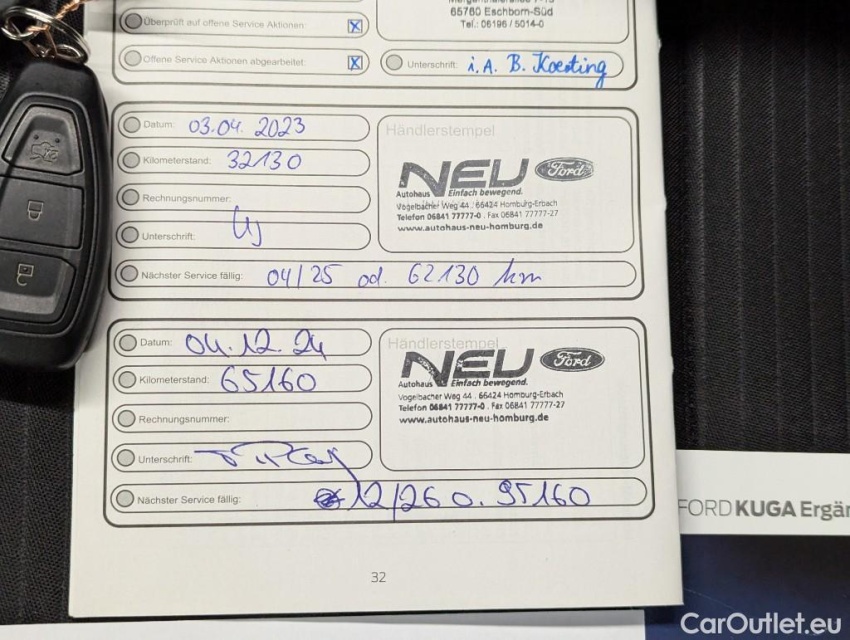 65760 Eschborn-Süd
Tel.: 06196 / 5014-0
Überprüft auf offene Service Aktionen: X
Offene Service Aktionen abgearbeitet: X
Unterschrift: i.A. B. Koesting
Datum: 03.04.2023
Kilometerstand: 32130
Rechnungsnummer:
Unterschrift:
Händlerstempel
NEU Ford
Autohaus Einfach bewegend.
Vogelbacher Weg 44 . 66424 Homburg-Erbach
Telefon 06841 77777-0 . Fax 06841 77777-27
www.autohaus-neu-homburg.de
Nächster Service fällig: 04/25 od. 62130 km
Datum: 04.12.24
Kilometerstand: 65160
Rechnungsnummer:
Unterschrift:
Händlerstempel
NEU Ford
Autohaus Einfach bewegend.
Vogelbacher Weg 44 . 66424 Homburg-Erbach
Telefon 06841 77777-0 . Fax 06841 77777-27
www.autohaus-neu-homburg.de
Nächster Service fällig: 12/26 o. 95160
32
FORD KUGA Ergän
CarOutlet.eu